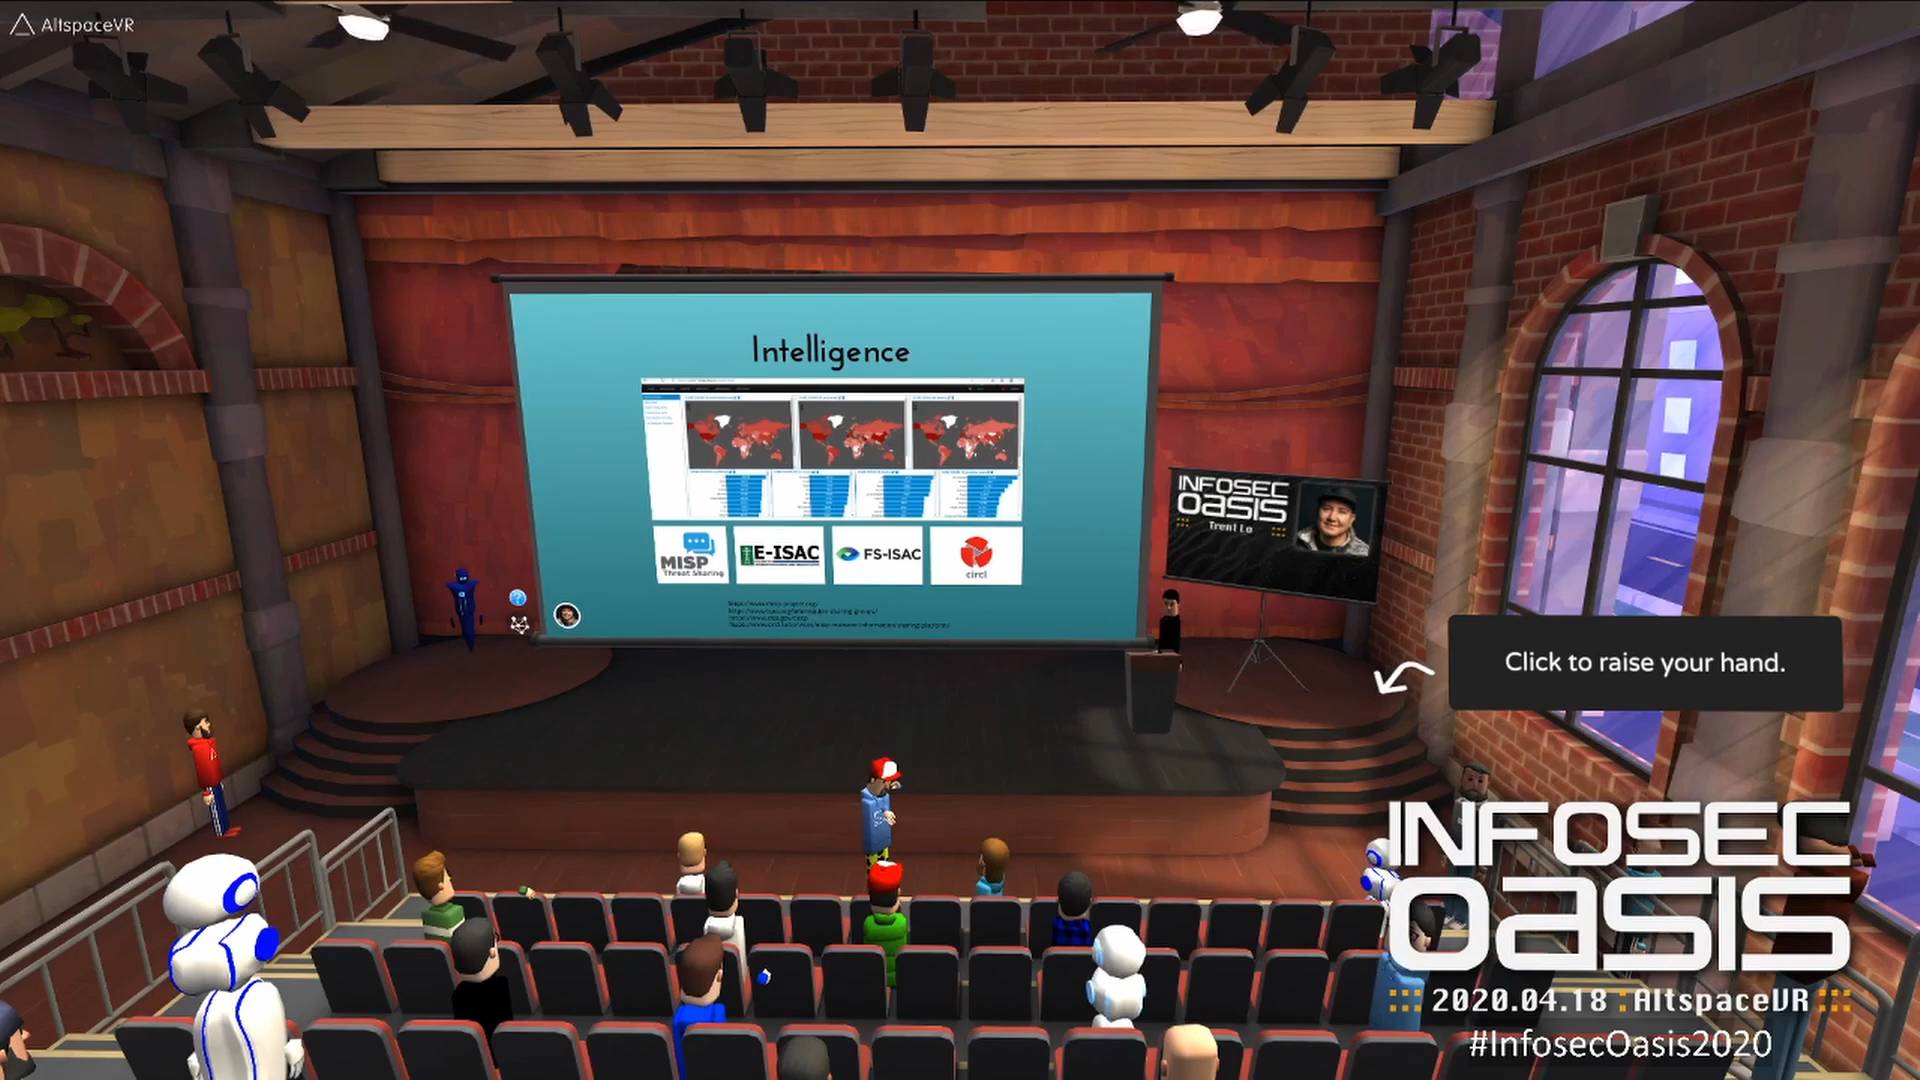 AltspaceVR
Intelligence
MISP
Threat Sharing
E-ISAC
FS-ISAC
circl
INFOSEC
OASIS
Trent Lo
?
Click to raise your hand.
INFOSEC
OASIS
2020.04.18 : AltspaceVR
#InfosecOasis2020